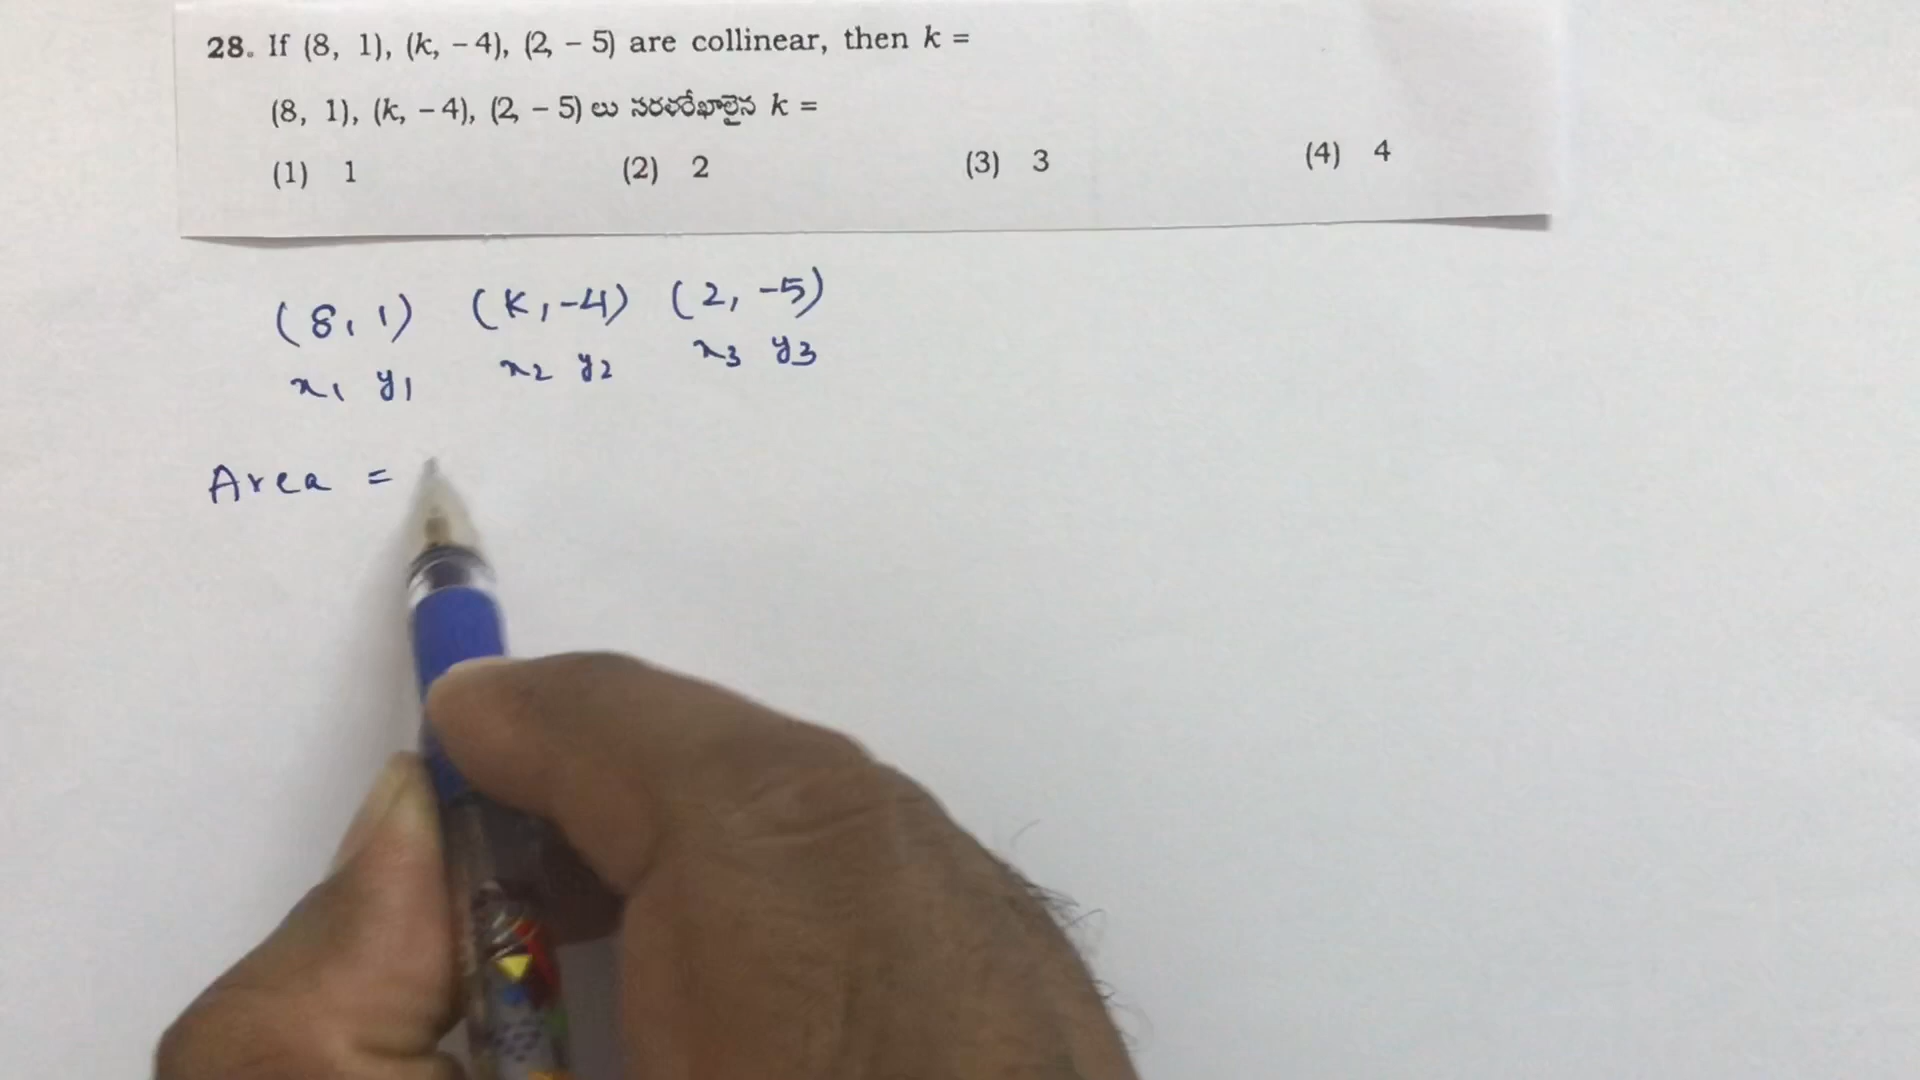 28. If (8, 1), (k, – 4), (2, – 5) are collinear, then k =
(8, 1), (k, – 4), (2, – 5) లు సరళరేఖాలైన k =
(1) 1 (2) 2 (3) 3 (4) 4
(8, 1) (K, -4) (2, -5)
x1 y1 x2 y2 x3 y3
Area =